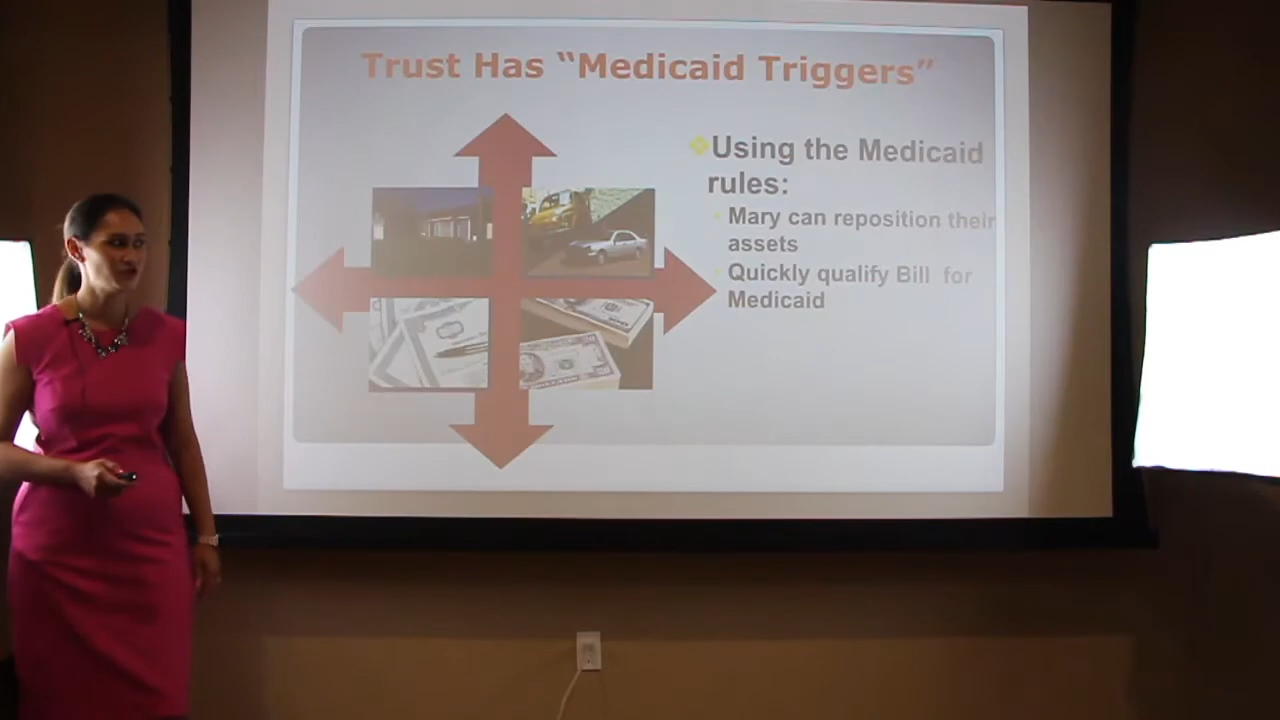 Trust Has “Medicaid Triggers”
Using the Medicaid
rules:
Mary can reposition their
assets
Quickly qualify Bill for
Medicaid